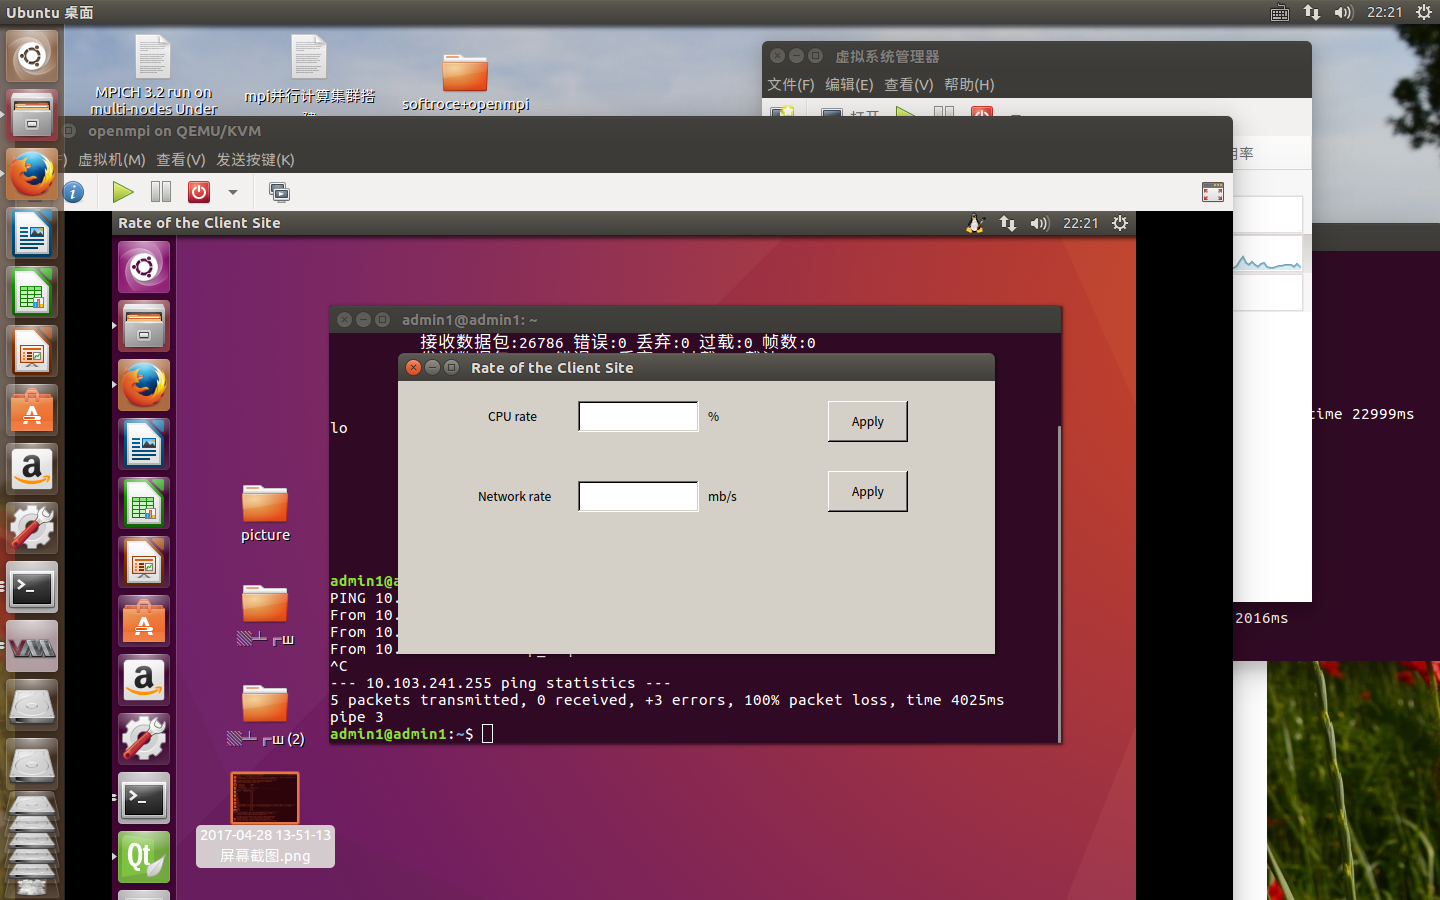 Ubuntu 桌面
22:21
MPICH 3.2 run on
multi-nodes Under
mpi并行计算集群搭
softroce+openmpi
虚拟系统管理器
文件(F) 编辑(E) 查看(V) 帮助(H)
打开
openmpi on QEMU/KVM
虚拟机(M) 查看(V) 发送按键(K)
用率
Rate of the Client Site
22:21
admin1@admin1: ~
接收数据包:26786 错误:0 丢弃:0 过载:0 帧数:0
Rate of the Client Site
CPU rate
%
Apply
lo
time 22999ms
Network rate
mb/s
Apply
picture
admin1@a
PING 10.
From 10.
From 10.
From 10.
2016ms
^C
--- 10.103.241.255 ping statistics ---
5 packets transmitted, 0 received, +3 errors, 100% packet loss, time 4025ms
pipe 3
admin1@admin1:~$
▒┴┌ш
▒┴┌ш (2)
2017-04-28 13-51-13
屏幕截图.png
Qt